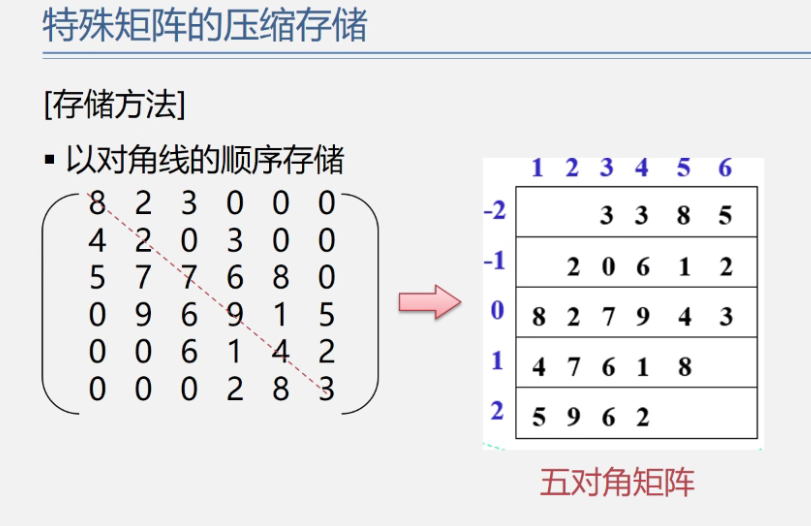 特殊矩阵的压缩存储
[存储方法]
▪ 以对角线的顺序存储
8 2 3 0 0 0
4 2 0 3 0 0
5 7 7 6 8 0
0 9 6 9 1 5
0 0 6 1 4 2
0 0 0 2 8 3
1 2 3 4 5 6
-2 3 3 8 5
-1 2 0 6 1 2
0 8 2 7 9 4 3
1 4 7 6 1 8
2 5 9 6 2
五对角矩阵